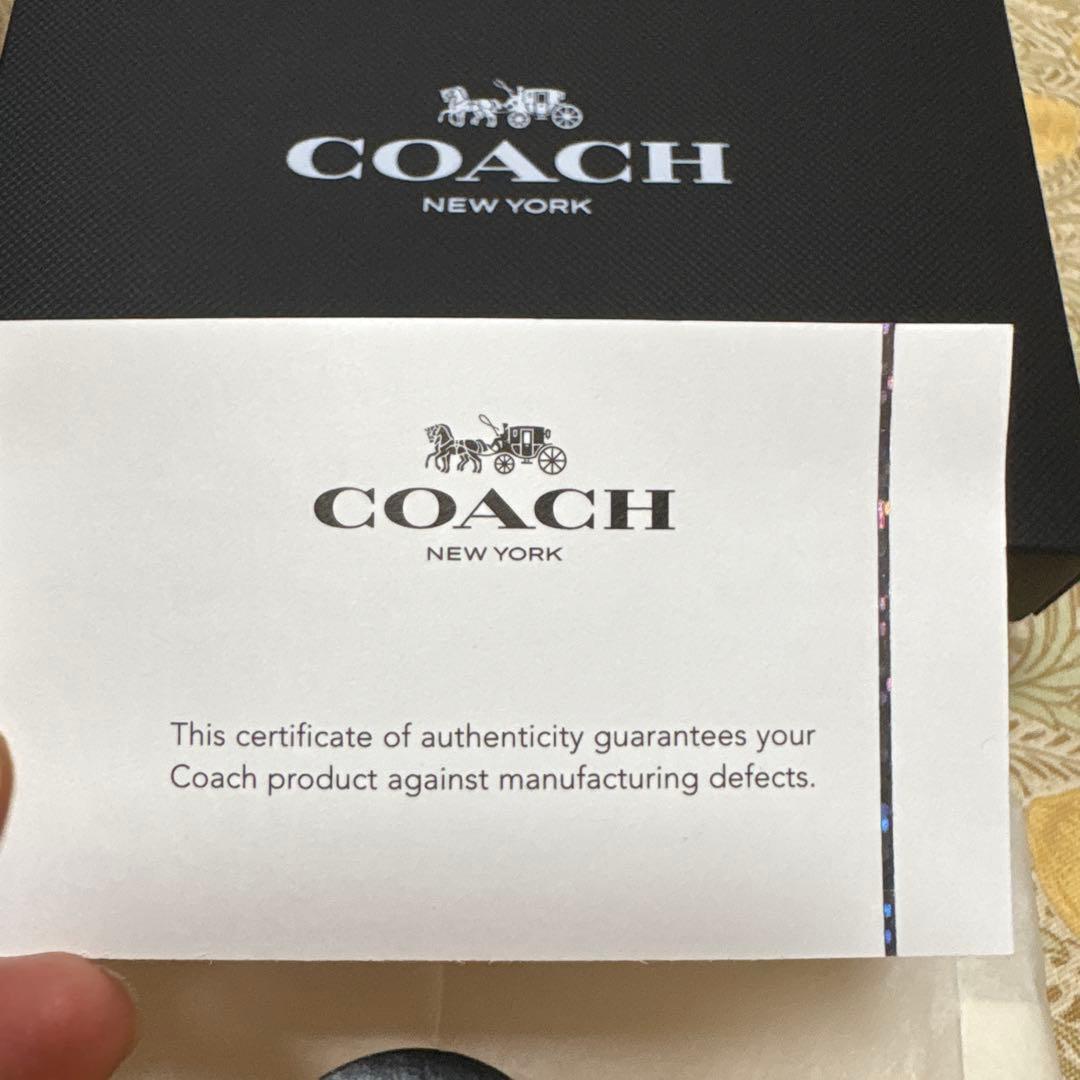 COACH
NEW YORK
COACH
NEW YORK
This certificate of authenticity guarantees your
Coach product against manufacturing defects.